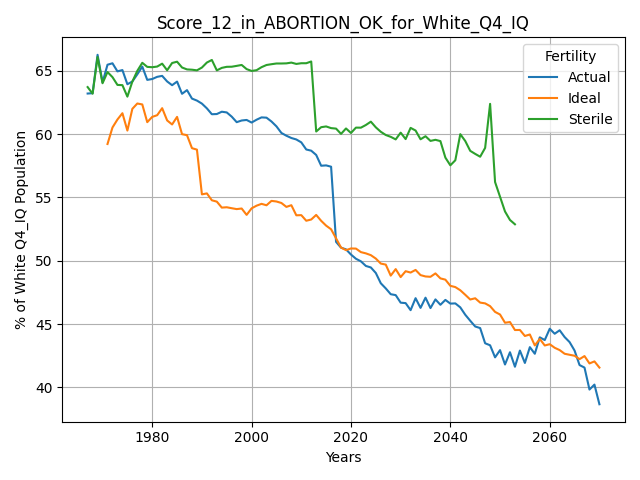 Score_12_in_ABORTION_OK_for_White_Q4_IQ
Fertility
Actual
Ideal
Sterile
% of White Q4_IQ Population
65
60
55
50
45
40
1980
2000
2020
2040
2060
Years